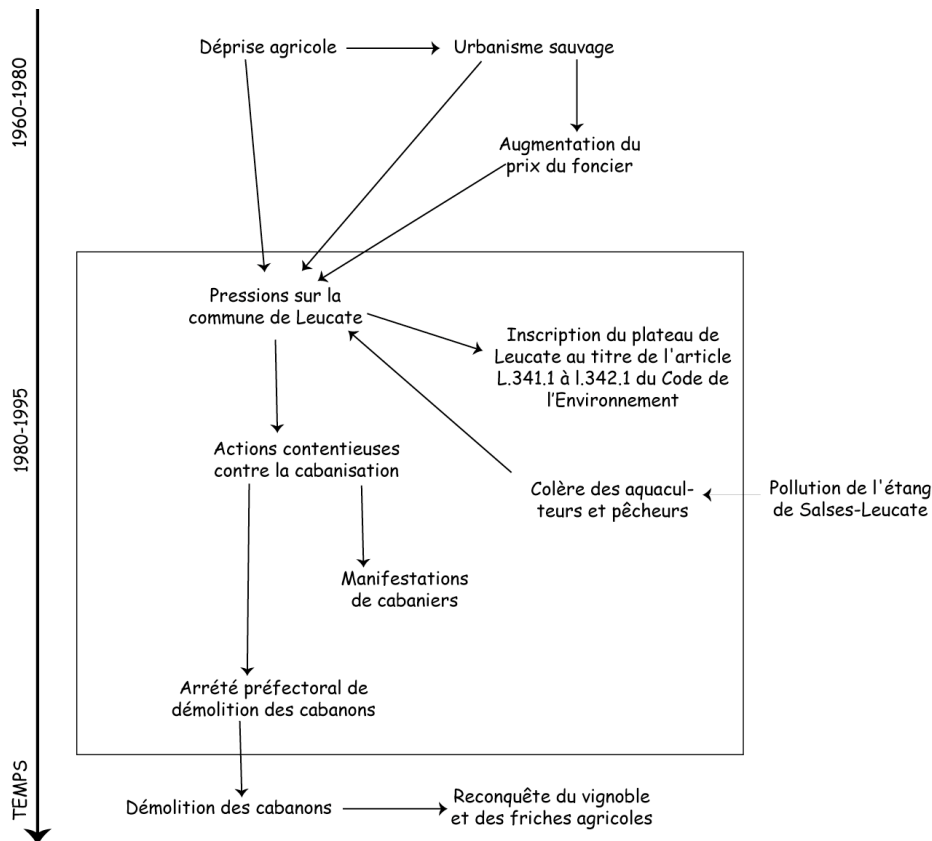 1960-1980
Déprise agricole
Urbanisme sauvage
Augmentation du
prix du foncier
1980-1995
Pressions sur la
commune de Leucate
Inscription du plateau de
Leucate au titre de l'article
L.341.1 à l.342.1 du Code de
l'Environnement
Actions contentieuses
contre la cabanisation
Colère des aquacul-
teurs et pêcheurs
Pollution de l'étang
de Salses-Leucate
Manifestations
de cabaniers
Arrété préfectoral de
démolition des cabanons
TEMPS
Démolition des cabanons
Reconquête du vignoble
et des friches agricoles